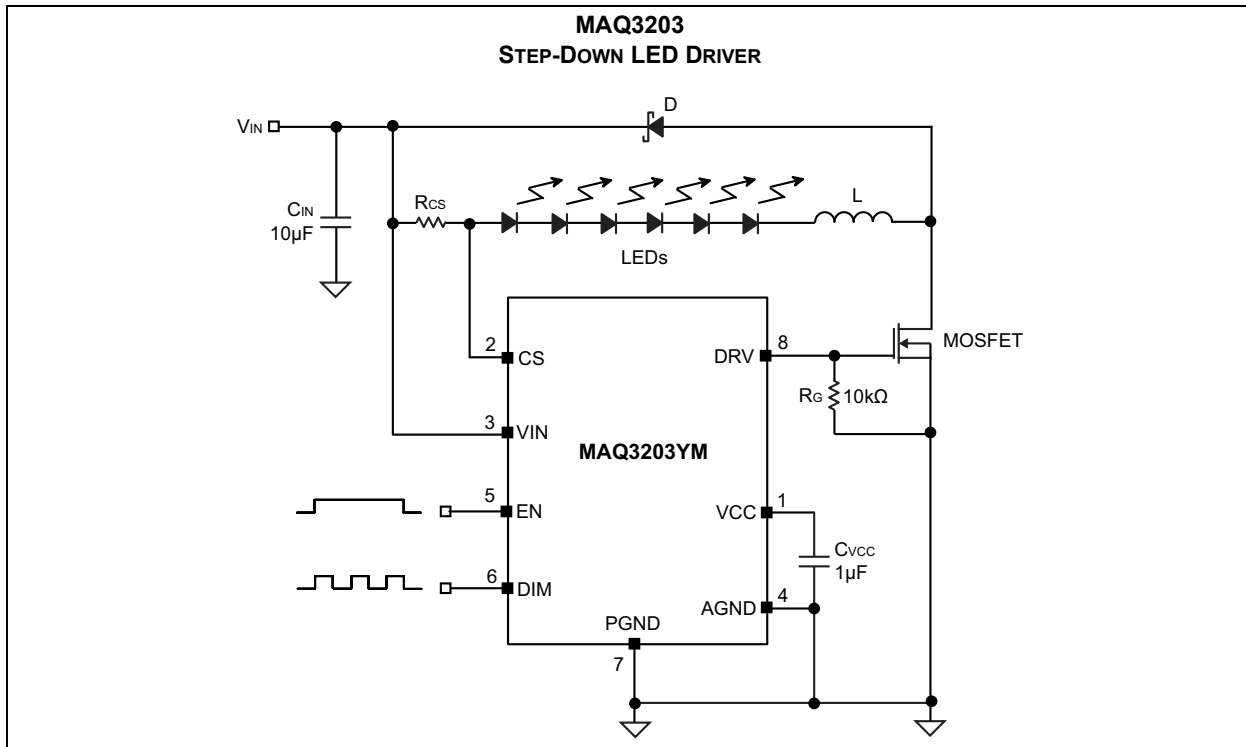 MAQ3203
STEP-DOWN LED DRIVER
D
VIN
RCS
L
CIN
10µF
LEDs
2
CS
DRV
8
MOSFET
RG
10kΩ
3
VIN
MAQ3203YM
5
EN
VCC
1
CVCC
1µF
6
DIM
AGND
4
PGND
7